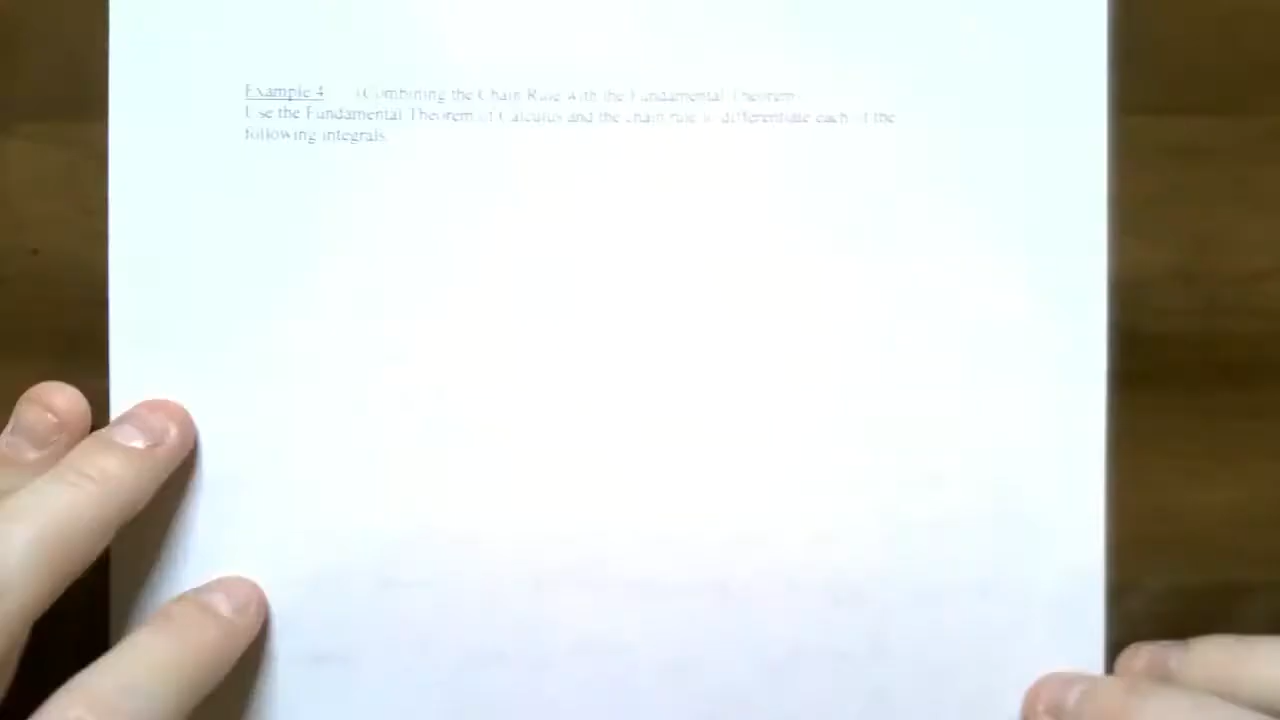 Example 4 (Combining the Chain Rule with the Fundamental Theorem)
Use the Fundamental Theorem of Calculus and the chain rule to differentiate each of the
following integrals.